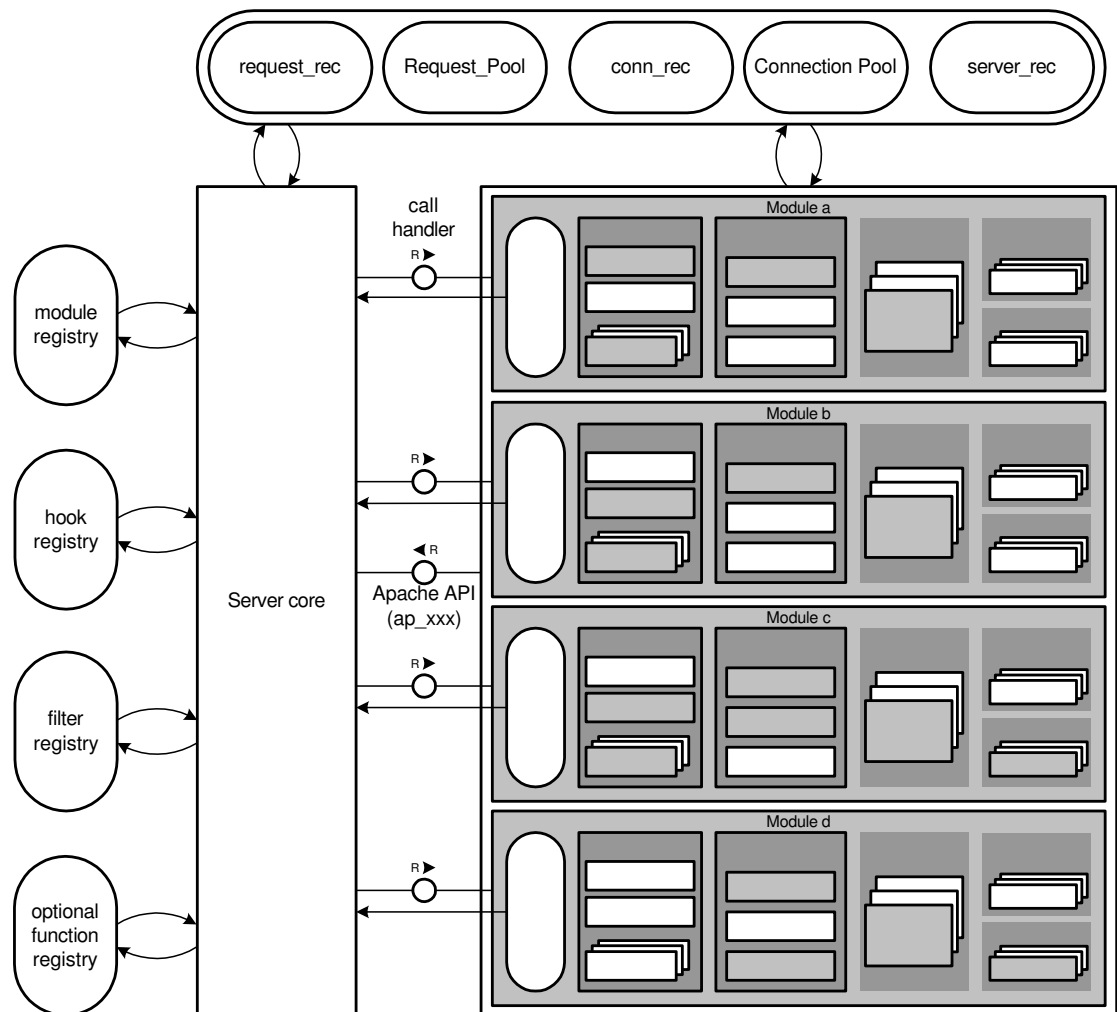 request_rec
Request_Pool
conn_rec
Connection Pool
server_rec
call
handler
R
Module a
module
registry
Module b
R
hook
registry
R
Server core
Apache API
(ap_xxx)
Module c
R
filter
registry
Module d
R
optional
function
registry